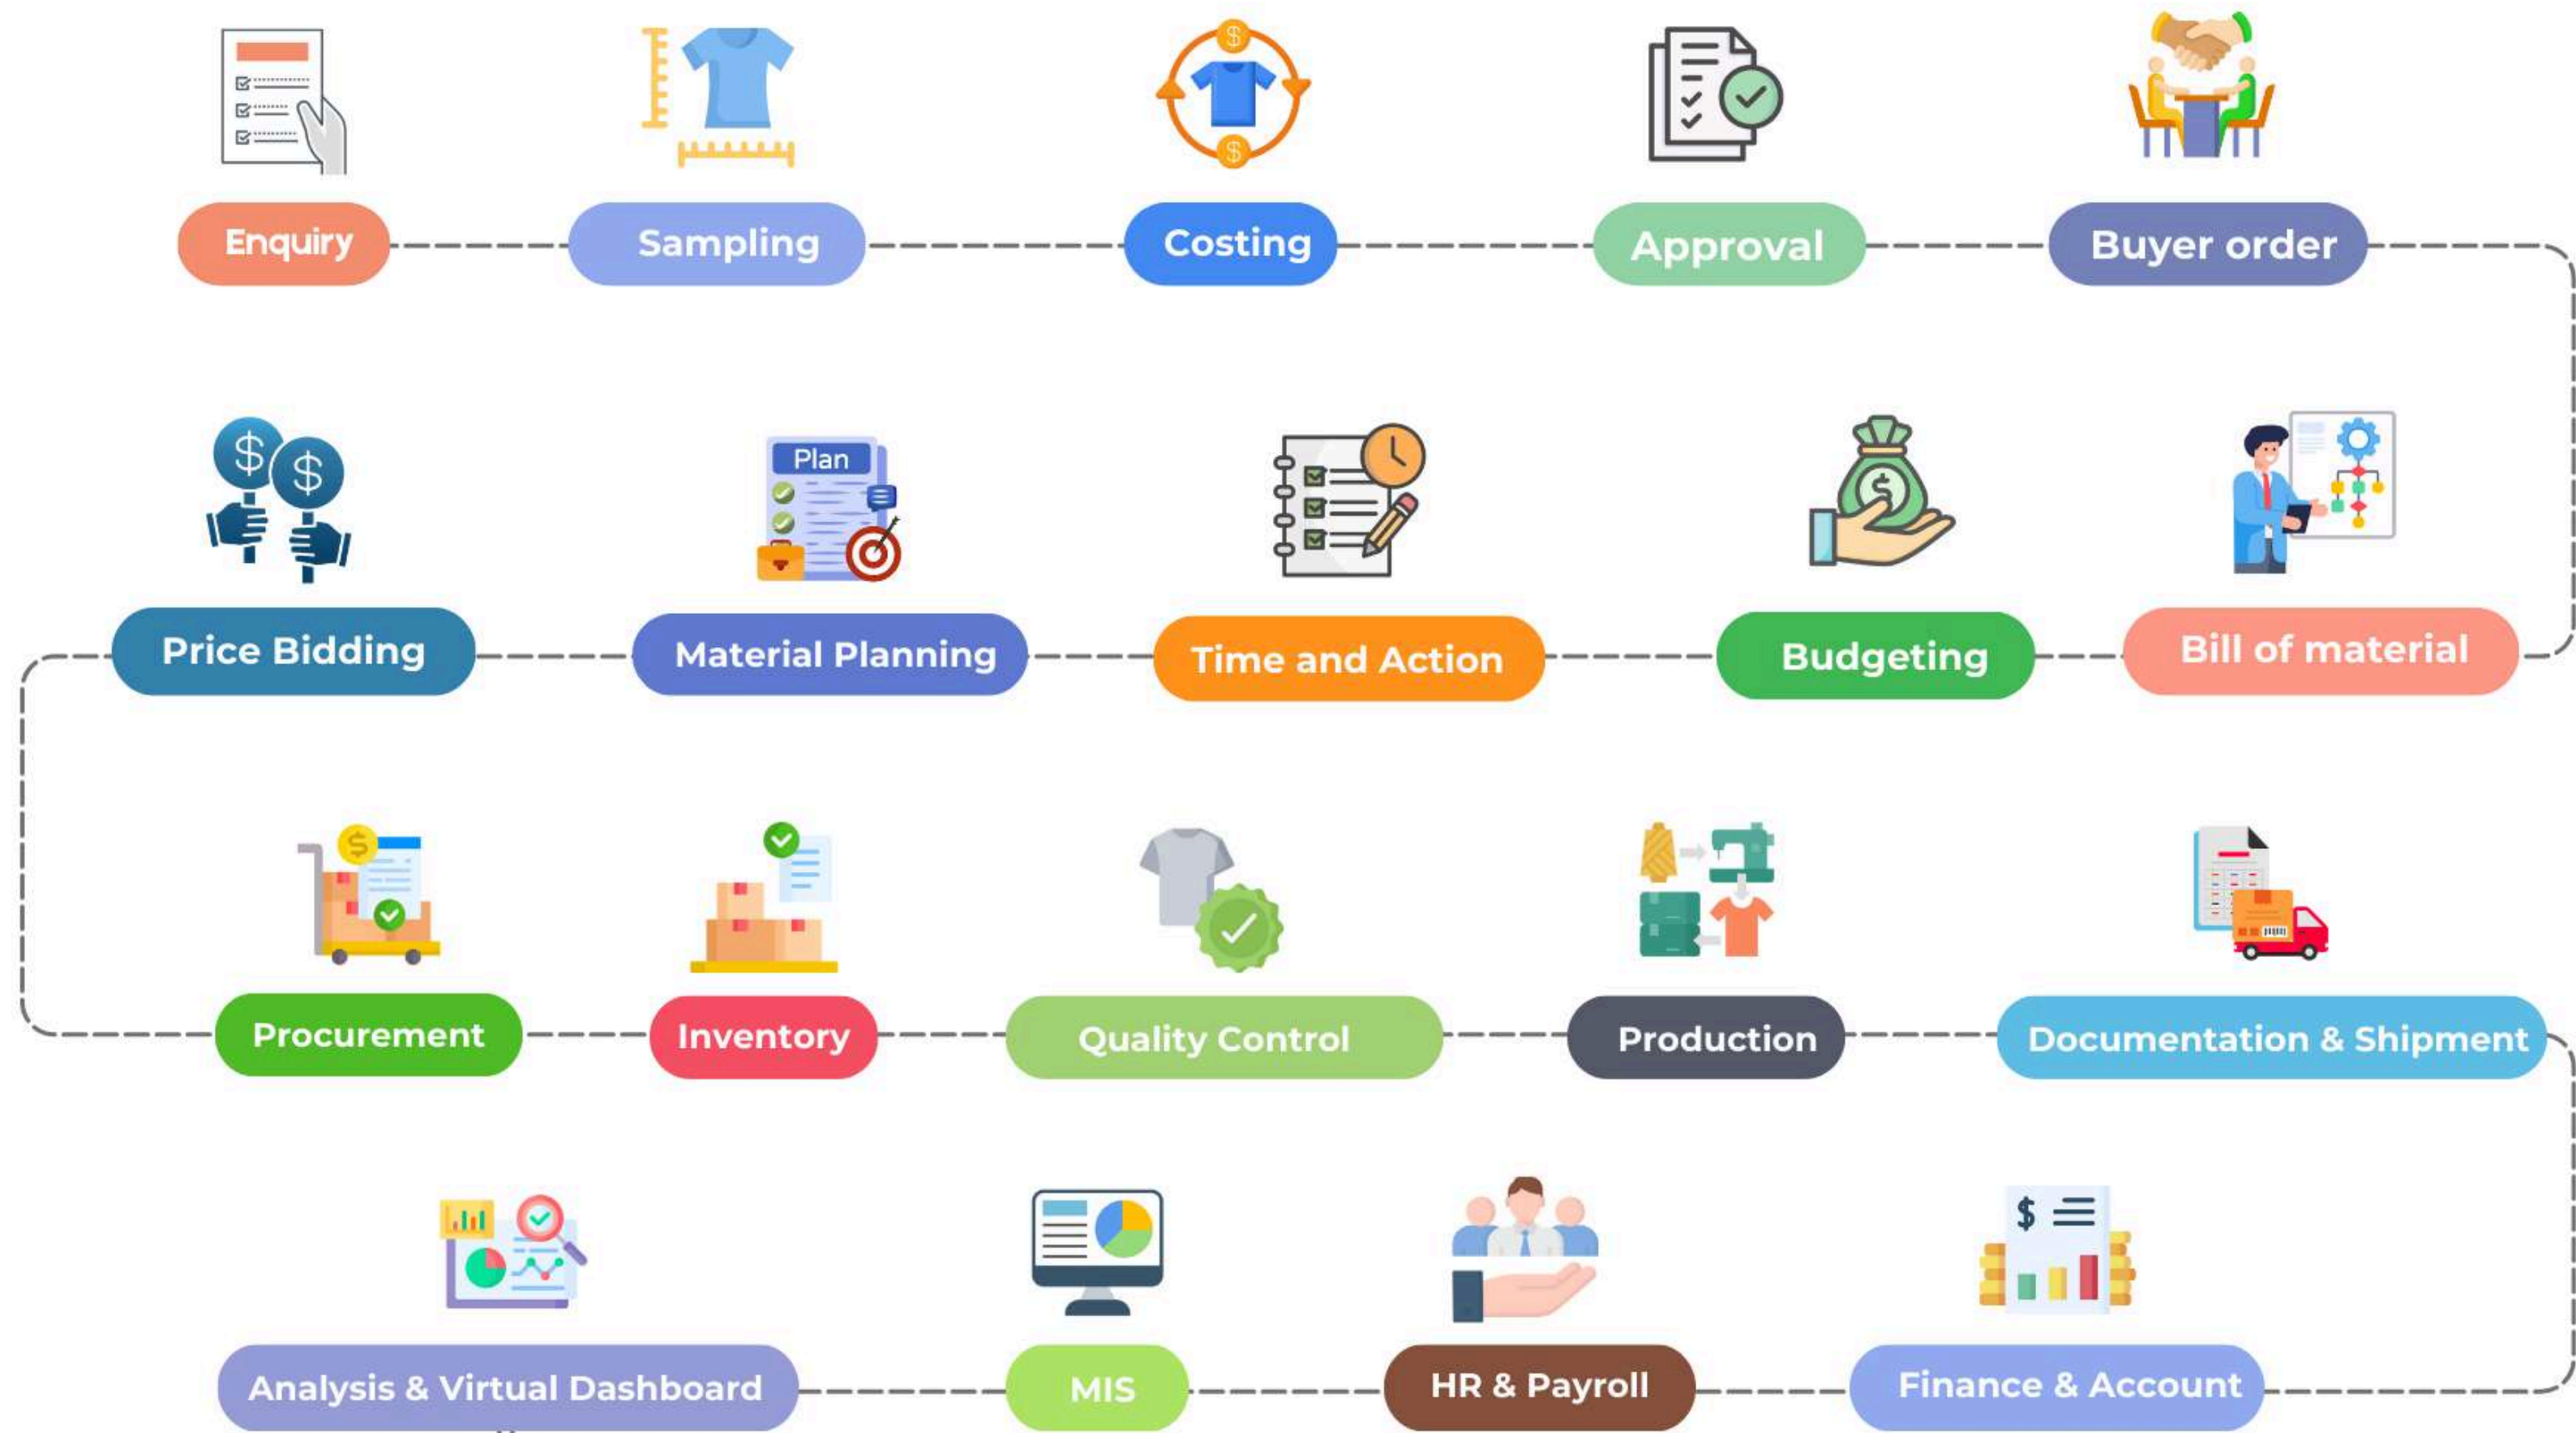 Enquiry
Sampling
Costing
Approval
Buyer order
Plan
Price Bidding
Material Planning
Time and Action
Budgeting
Bill of material
Procurement
Inventory
Quality Control
Production
Documentation & Shipment
Analysis & Virtual Dashboard
MIS
HR & Payroll
Finance & Account